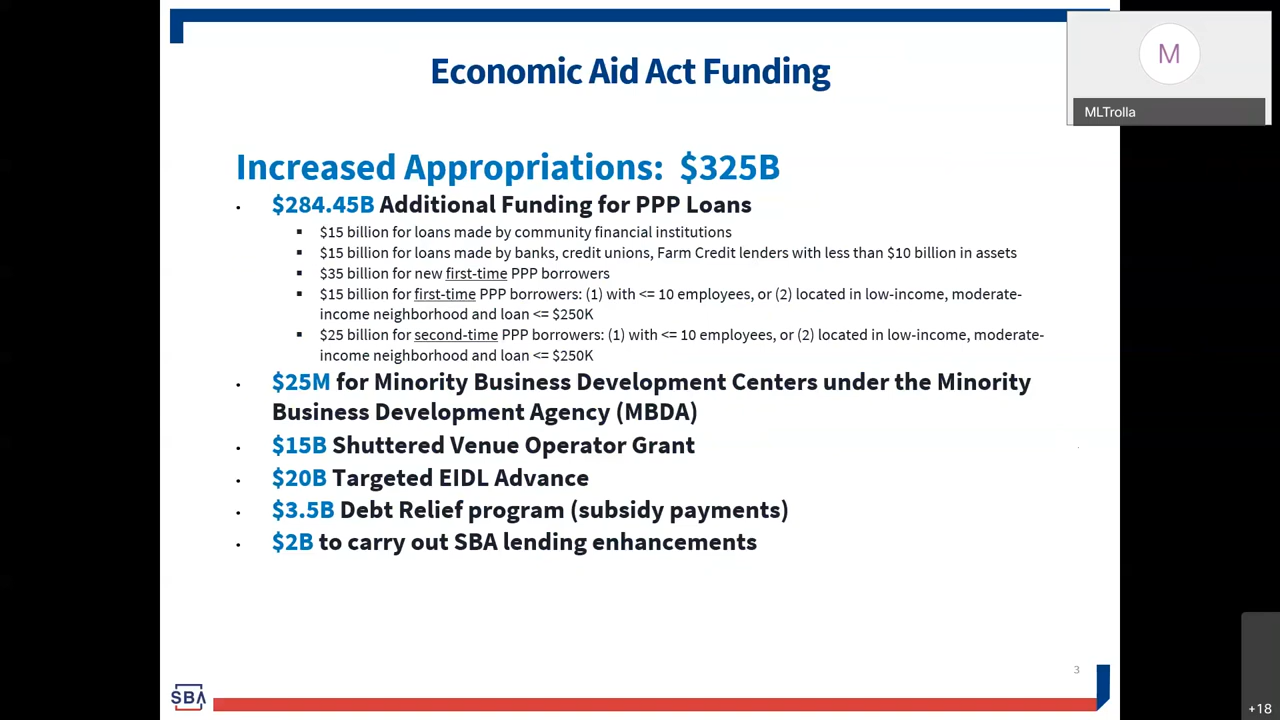 Economic Aid Act Funding
M
MLTrolla
Increased Appropriations: $325B
• $284.45B Additional Funding for PPP Loans
▪ $15 billion for loans made by community financial institutions
▪ $15 billion for loans made by banks, credit unions, Farm Credit lenders with less than $10 billion in assets
▪ $35 billion for new first-time PPP borrowers
▪ $15 billion for first-time PPP borrowers: (1) with <= 10 employees, or (2) located in low-income, moderate-
income neighborhood and loan <= $250K
▪ $25 billion for second-time PPP borrowers: (1) with <= 10 employees, or (2) located in low-income, moderate-
income neighborhood and loan <= $250K
• $25M for Minority Business Development Centers under the Minority
Business Development Agency (MBDA)
• $15B Shuttered Venue Operator Grant
• $20B Targeted EIDL Advance
• $3.5B Debt Relief program (subsidy payments)
• $2B to carry out SBA lending enhancements
3
SBA
+18